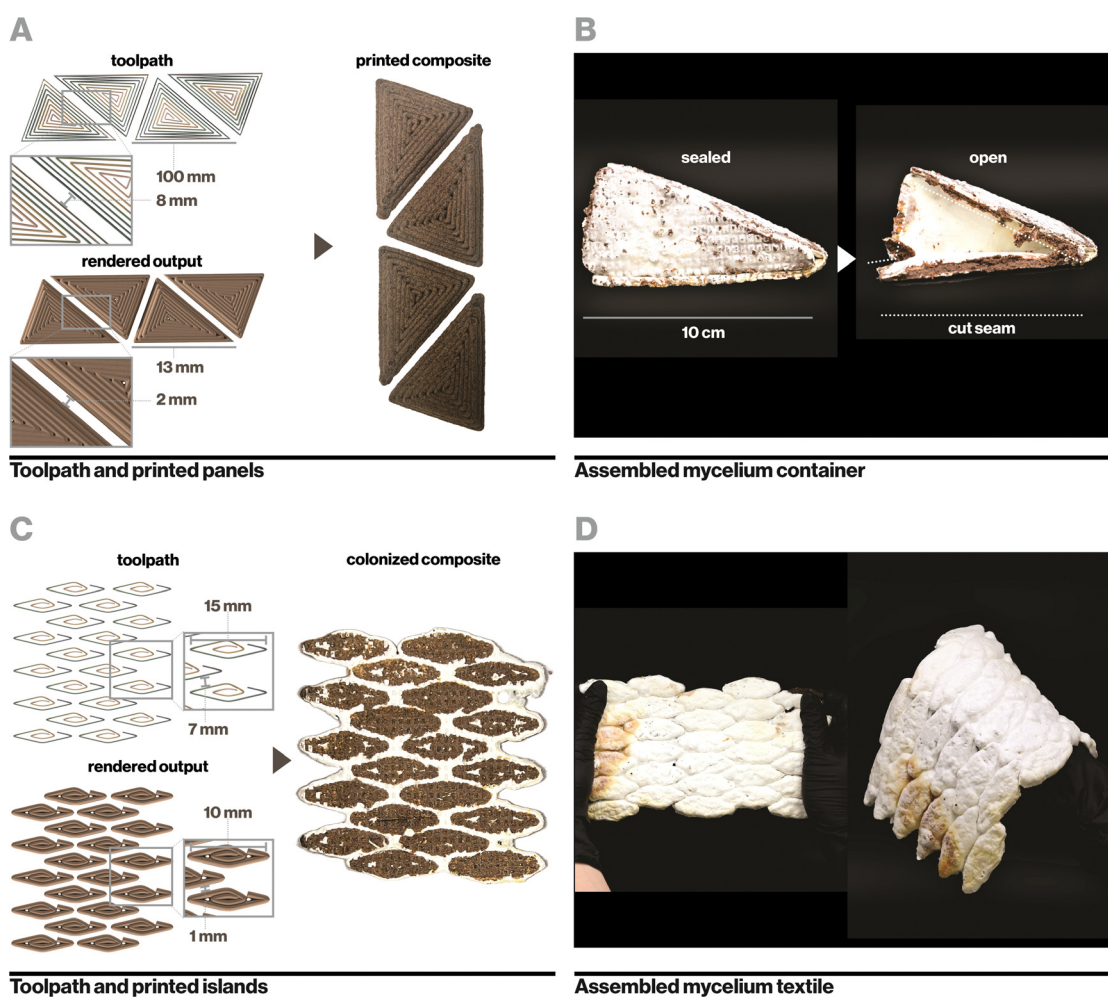 A
toolpath
printed composite
100 mm
8 mm
rendered output
13 mm
2 mm
Toolpath and printed panels
B
sealed
open
10 cm
cut seam
Assembled mycelium container
C
toolpath
colonized composite
15 mm
7 mm
rendered output
10 mm
1 mm
Toolpath and printed islands
D
Assembled mycelium textile